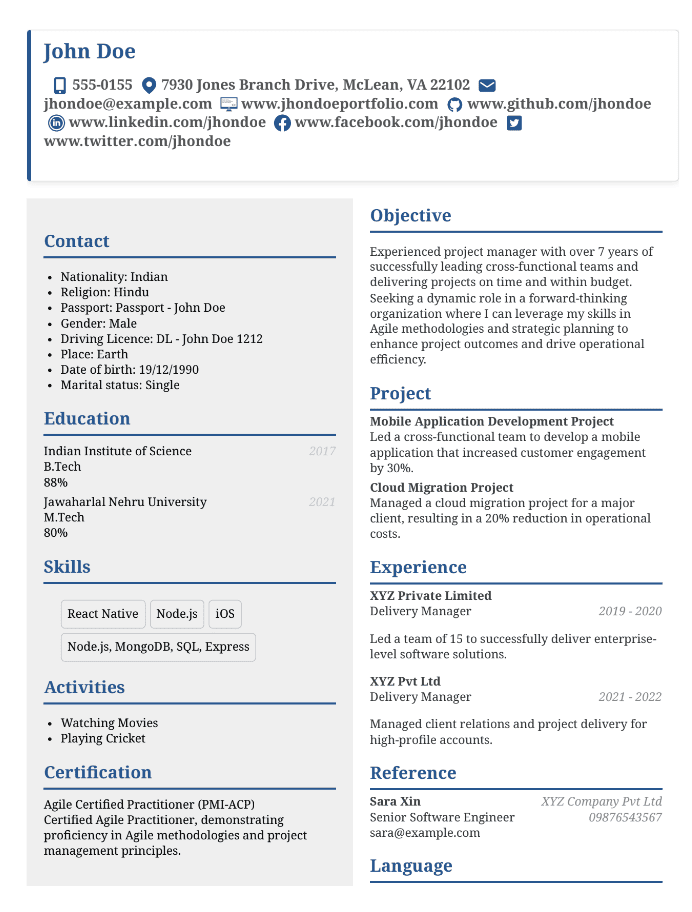 John Doe
555-0155 7930 Jones Branch Drive, McLean, VA 22102
jhondoe@example.com www.jhondoeportfolio.com www.github.com/jhondoe
www.linkedin.com/jhondoe www.facebook.com/jhondoe
www.twitter.com/jhondoe
Contact
• Nationality: Indian
• Religion: Hindu
• Passport: Passport - John Doe
• Gender: Male
• Driving Licence: DL - John Doe 1212
• Place: Earth
• Date of birth: 19/12/1990
• Marital status: Single
Education
Indian Institute of Science 2017
B.Tech
88%
Jawaharlal Nehru University 2021
M.Tech
80%
Skills
React Native Node.js iOS
Node.js, MongoDB, SQL, Express
Activities
• Watching Movies
• Playing Cricket
Certification
Agile Certified Practitioner (PMI-ACP)
Certified Agile Practitioner, demonstrating
proficiency in Agile methodologies and project
management principles.
Objective
Experienced project manager with over 7 years of
successfully leading cross-functional teams and
delivering projects on time and within budget.
Seeking a dynamic role in a forward-thinking
organization where I can leverage my skills in
Agile methodologies and strategic planning to
enhance project outcomes and drive operational
efficiency.
Project
Mobile Application Development Project
Led a cross-functional team to develop a mobile
application that increased customer engagement
by 30%.
Cloud Migration Project
Managed a cloud migration project for a major
client, resulting in a 20% reduction in operational
costs.
Experience
XYZ Private Limited
Delivery Manager 2019 - 2020
Led a team of 15 to successfully deliver enterprise-
level software solutions.
XYZ Pvt Ltd
Delivery Manager 2021 - 2022
Managed client relations and project delivery for
high-profile accounts.
Reference
Sara Xin XYZ Company Pvt Ltd
Senior Software Engineer 09876543567
sara@example.com
Language